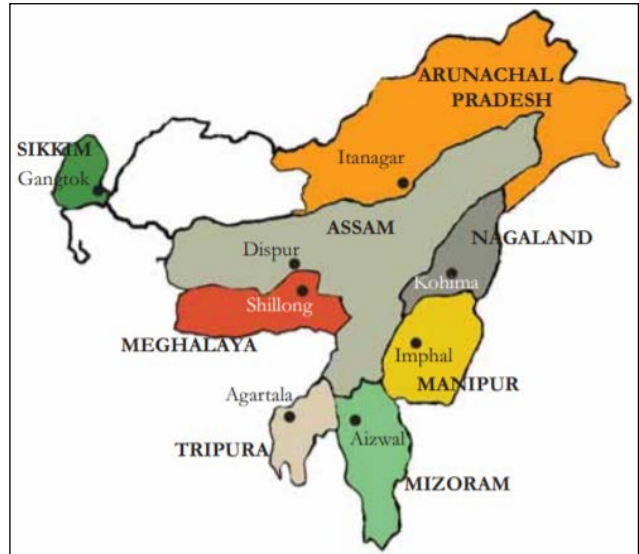 ARUNACHAL
PRADESH
SIKKIM
Gangtok
Itanagar
ASSAM
NAGALAND
Dispur
Kohima
Shillong
MEGHALAYA
Imphal
MANIPUR
Agartala
Aizwal
TRIPURA
MIZORAM